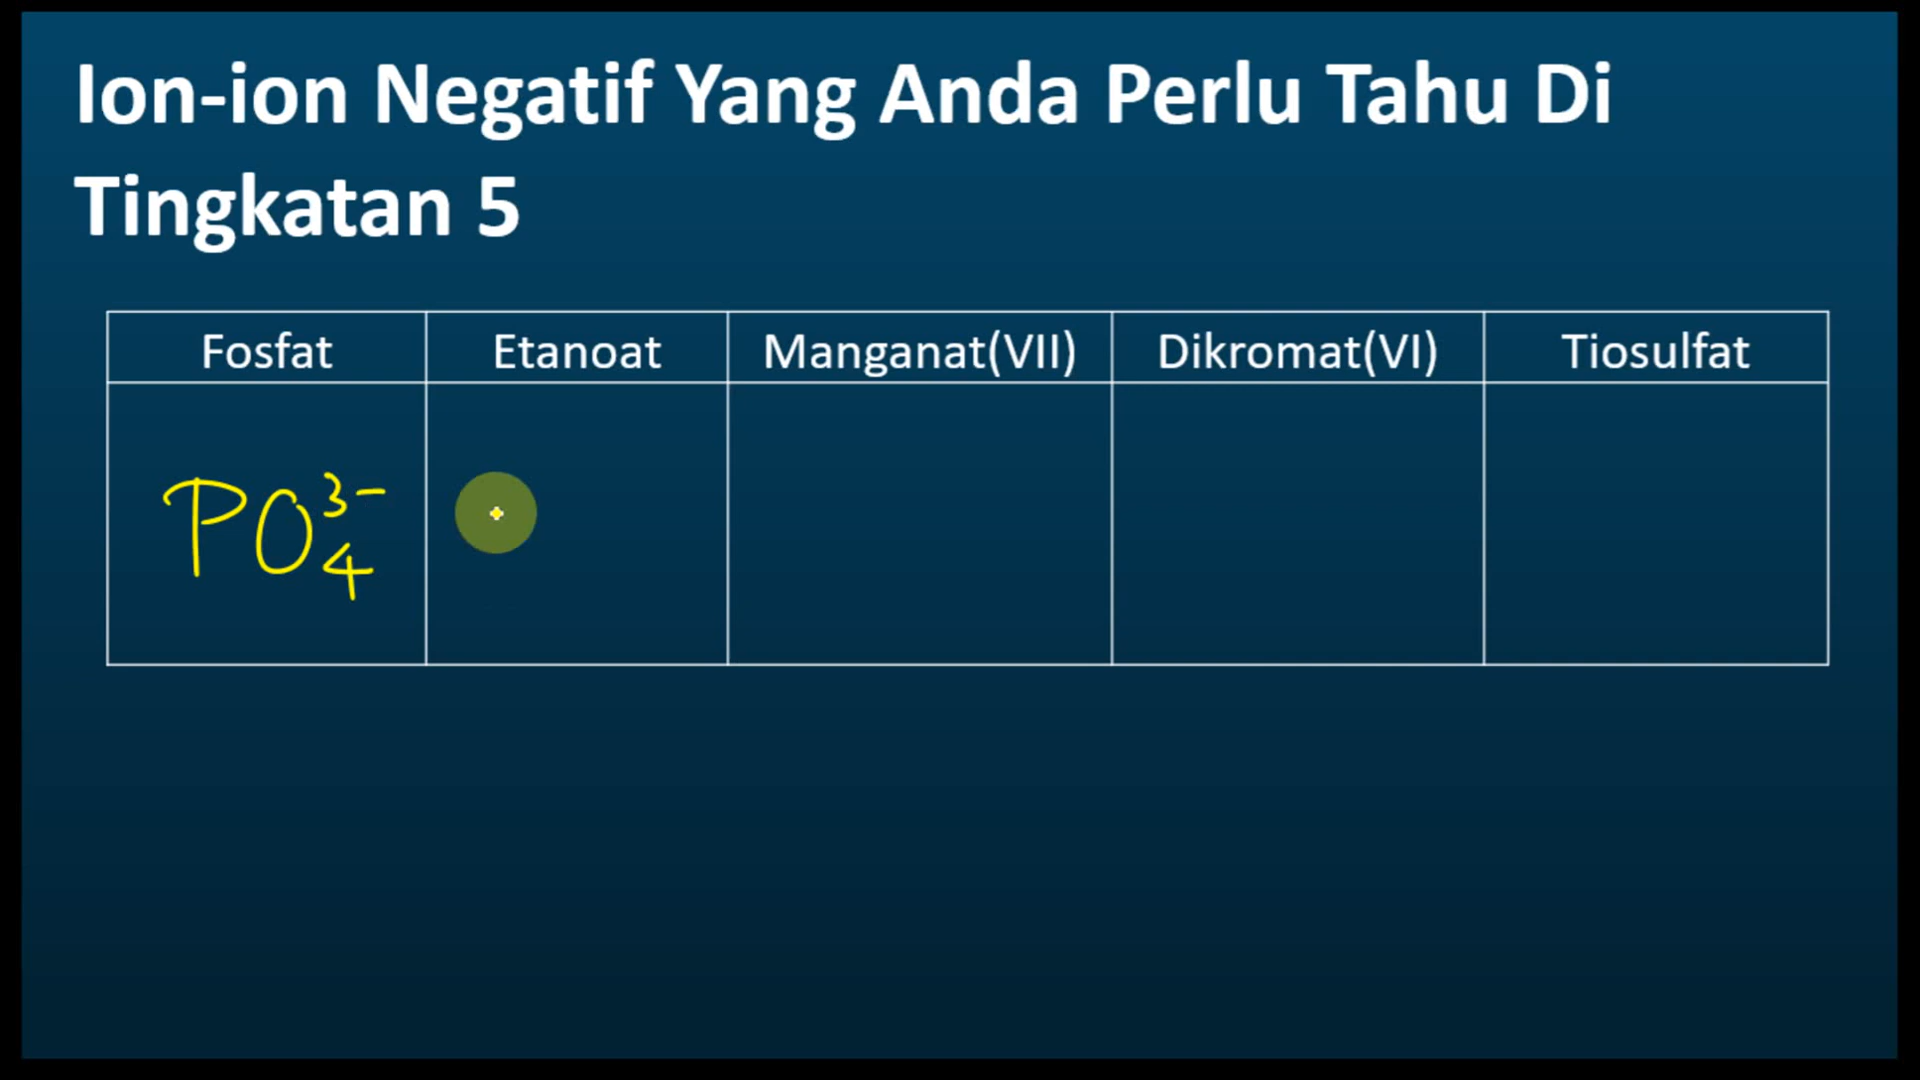 Ion-ion Negatif Yang Anda Perlu Tahu Di
Tingkatan 5
Fosfat Etanoat Manganat(VII) Dikromat(VI) Tiosulfat
PO₄³⁻